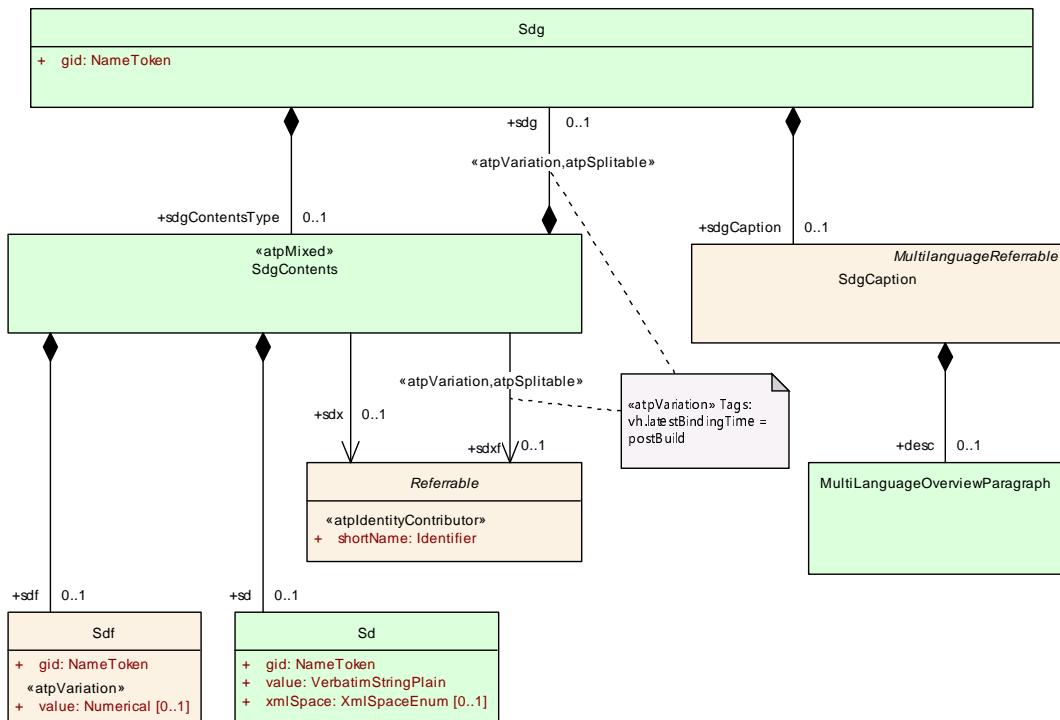 Sdg
+ gid: NameToken
+sdg 0..1
«atpVariation,atpSplitable»
+sdgContentsType 0..1
+sdgCaption 0..1
«atpMixed»
SdgContents
MultilanguageReferrable
SdgCaption
«atpVariation,atpSplitable»
+sdx 0..1
+sdxf 0..1
«atpVariation» Tags:
vh.latestBindingTime =
postBuild
+desc 0..1
Referrable
«atpIdentityContributor»
+ shortName: Identifier
MultiLanguageOverviewParagraph
+sdf 0..1
+sd 0..1
Sdf
+ gid: NameToken
«atpVariation»
+ value: Numerical [0..1]
Sd
+ gid: NameToken
+ value: VerbatimStringPlain
+ xmlSpace: XmlSpaceEnum [0..1]